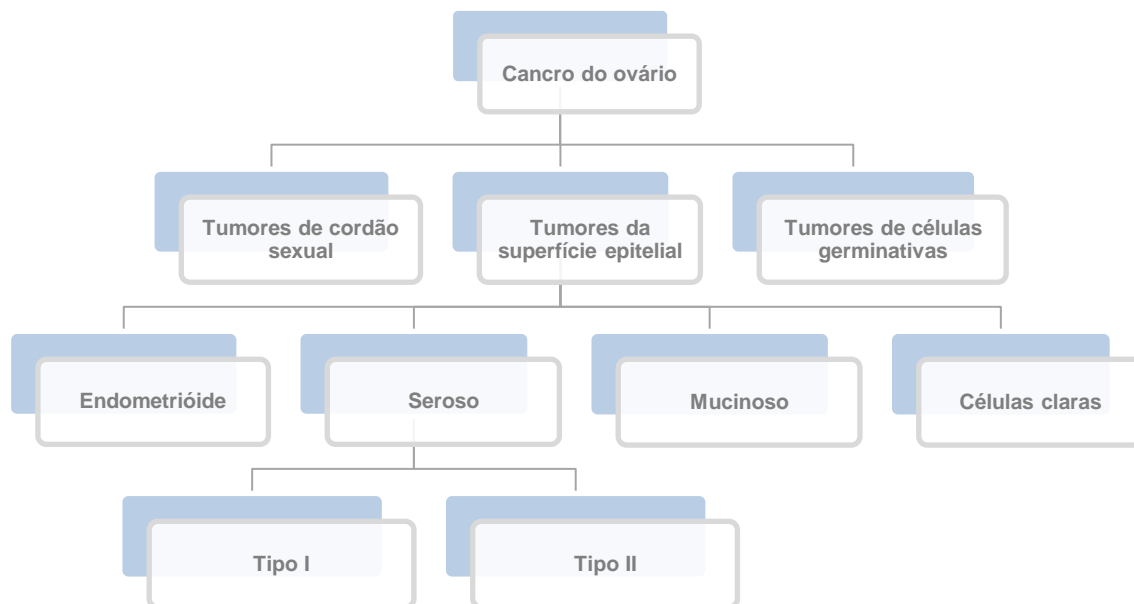 Cancro do ovário
Tumores de cordão
sexual
Tumores da
superfície epitelial
Tumores de células
germinativas
Endometrióide
Seroso
Mucinoso
Células claras
Tipo I
Tipo II